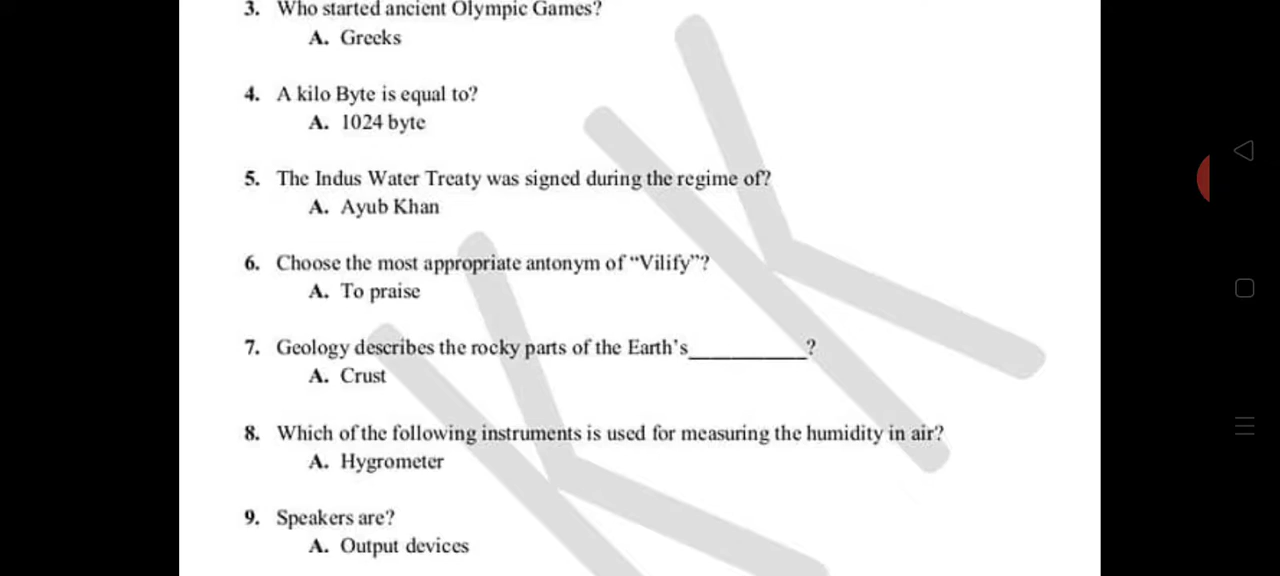 3. Who started ancient Olympic Games?
A. Greeks
4. A kilo Byte is equal to?
A. 1024 byte
5. The Indus Water Treaty was signed during the regime of?
A. Ayub Khan
6. Choose the most appropriate antonym of “Vilify”?
A. To praise
7. Geology describes the rocky parts of the Earth’s___________?
A. Crust
8. Which of the following instruments is used for measuring the humidity in air?
A. Hygrometer
9. Speakers are?
A. Output devices